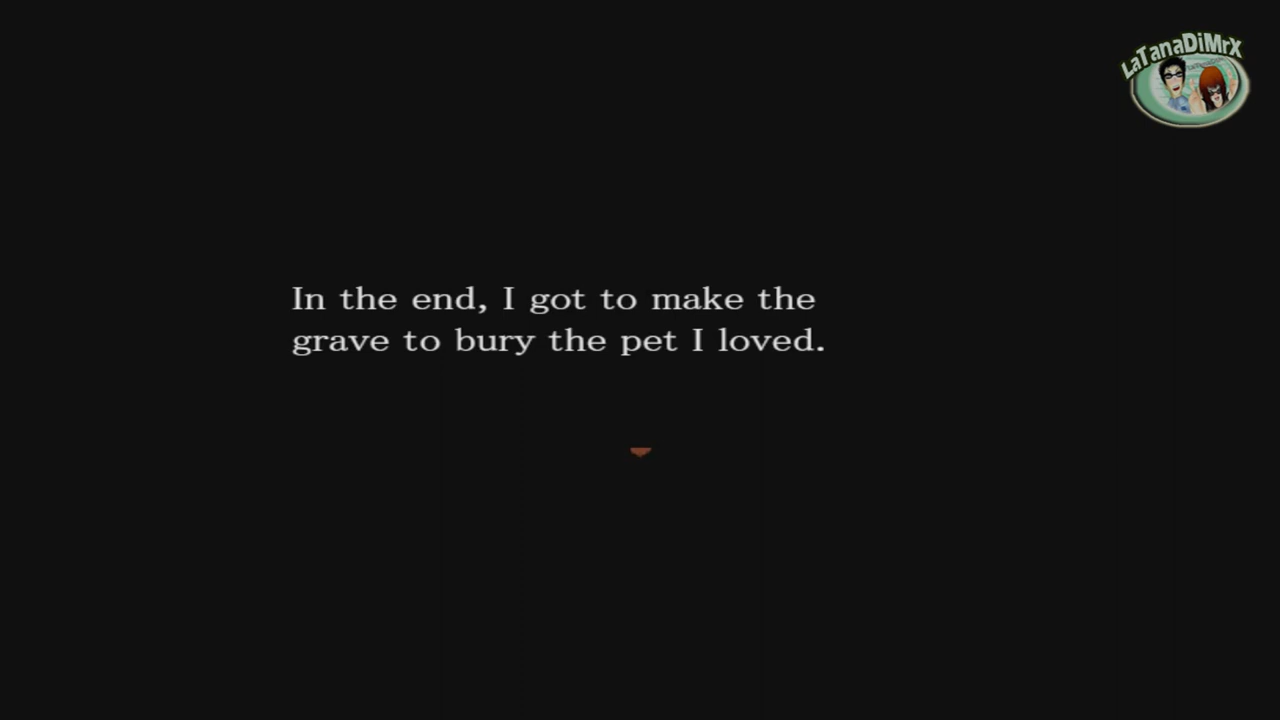 LaTanaDiMrX
In the end, I got to make the
grave to bury the pet I loved.